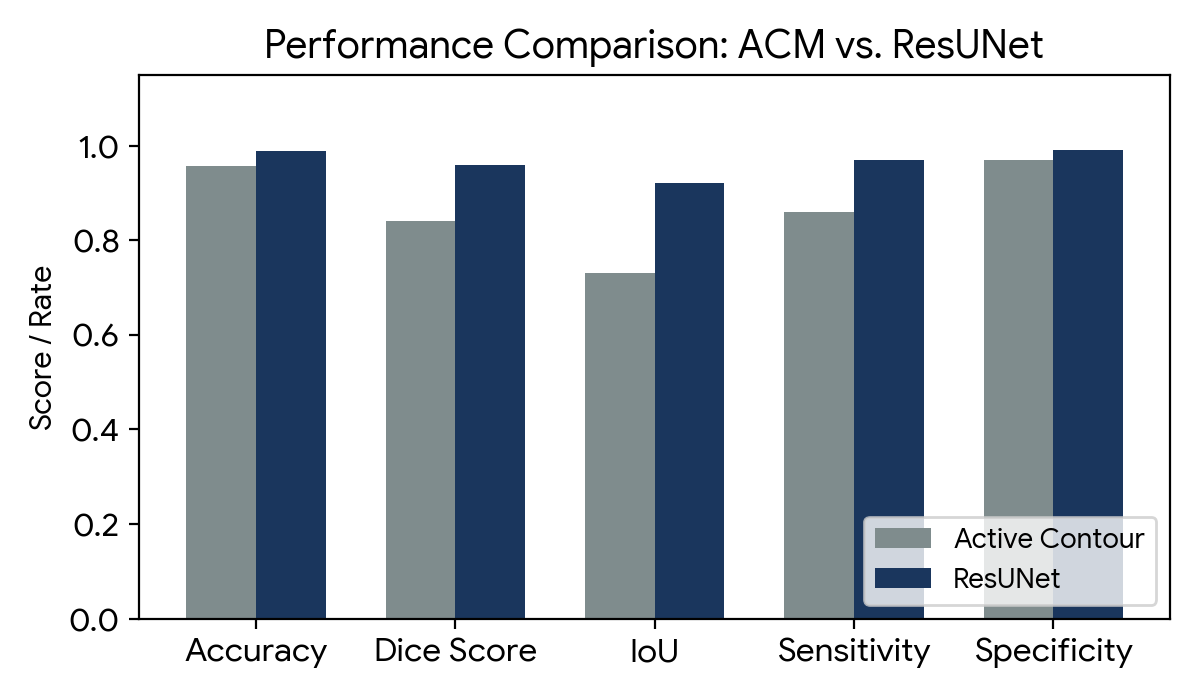 Performance Comparison: ACM vs. ResUNet
Score / Rate
1.0
0.8
0.6
0.4
0.2
0.0
Active Contour
ResUNet
Accuracy
Dice Score
IoU
Sensitivity
Specificity